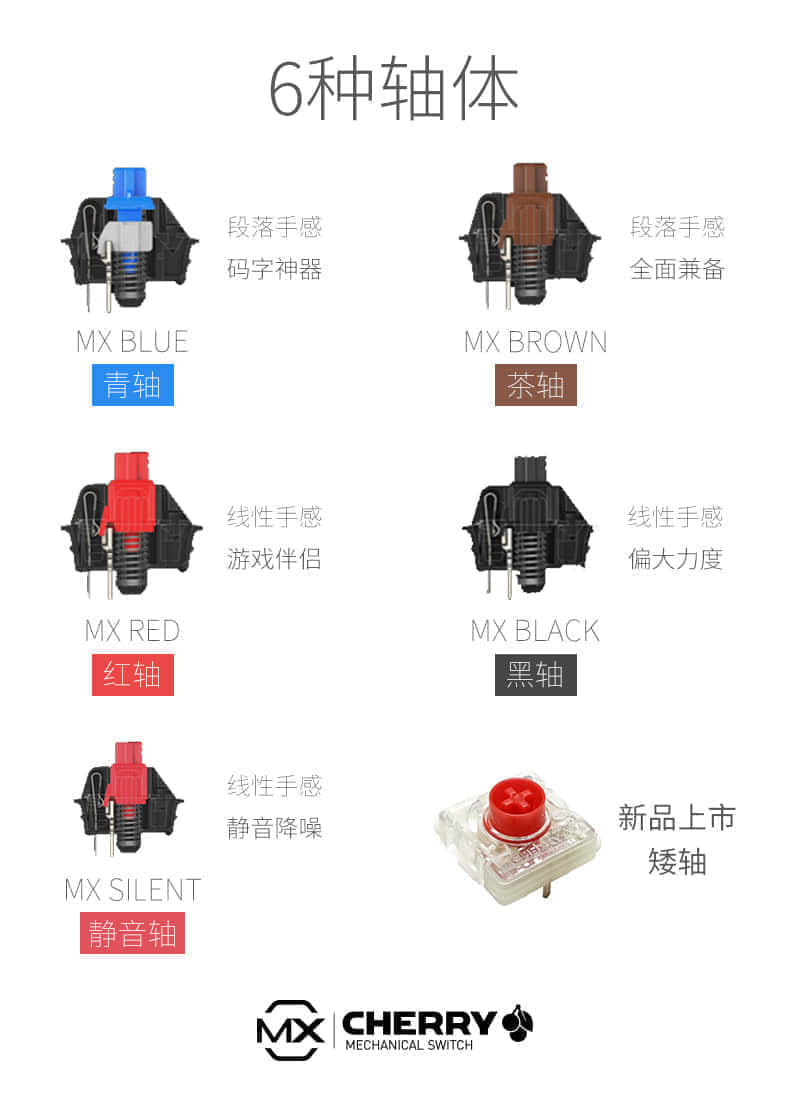 6种轴体
段落手感
码字神器
MX BLUE
青轴
段落手感
全面兼备
MX BROWN
茶轴
线性手感
游戏伴侣
MX RED
红轴
线性手感
偏大力度
MX BLACK
黑轴
线性手感
静音降噪
MX SILENT
静音轴
CHERRY
新品上市
矮轴
MX
CHERRY
MECHANICAL SWITCH